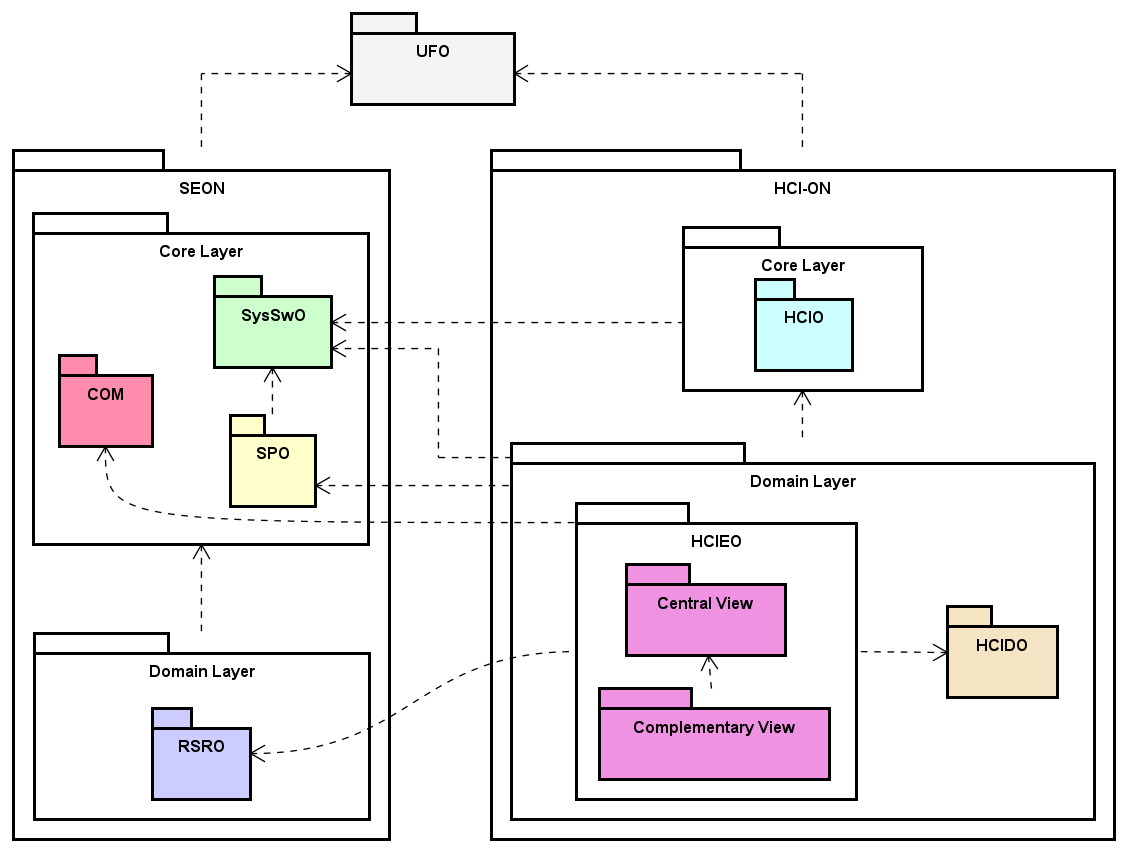 UFO
SEON
Core Layer
SysSwO
COM
SPO
Domain Layer
RSRO
HCI-ON
Core Layer
HCIO
Domain Layer
HCIEO
Central View
Complementary View
HCIDO